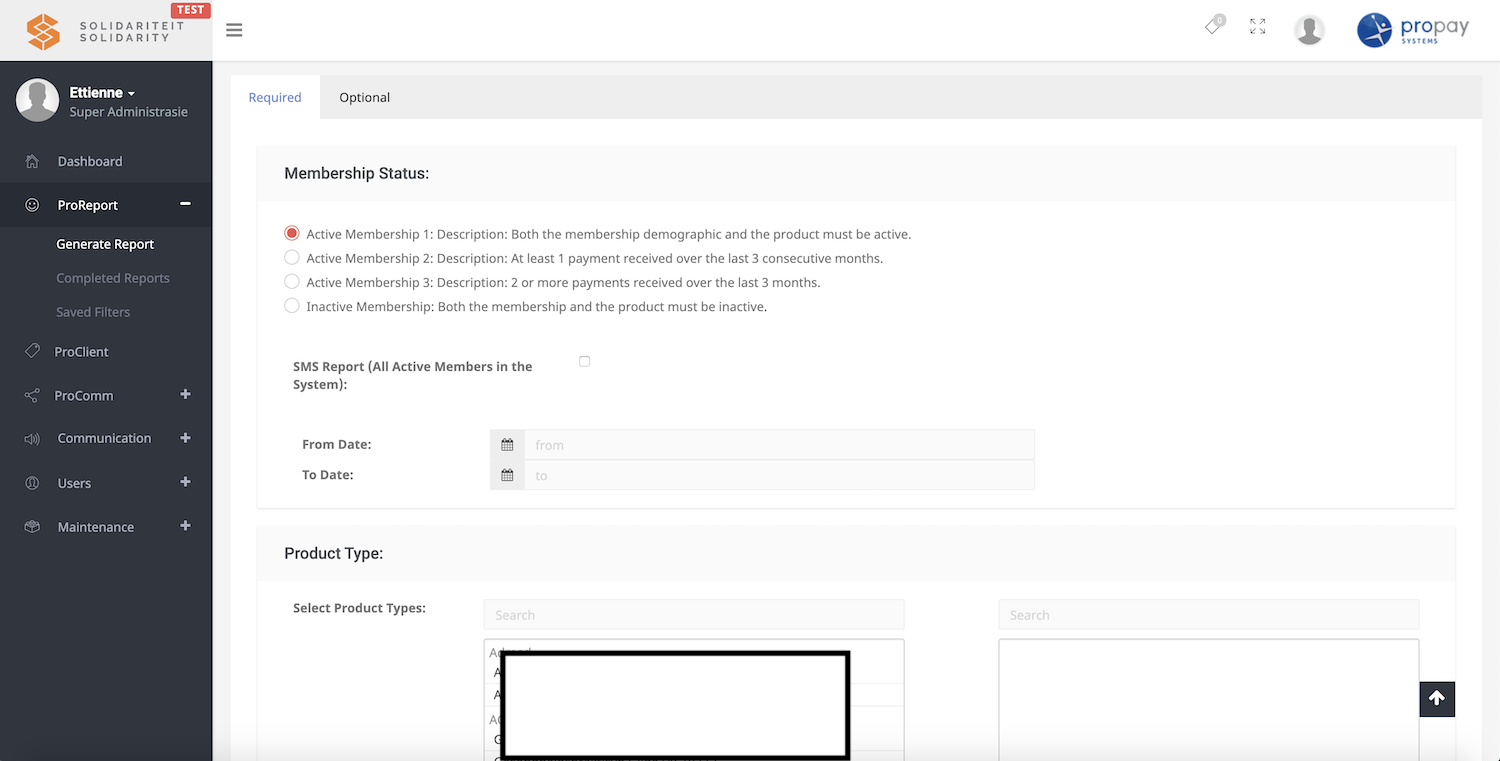 TEST
SOLIDARITEIT
SOLIDARITY
0
propay
SYSTEMS
Ettienne
Super Administrasie
Dashboard
ProReport
Generate Report
Completed Reports
Saved Filters
ProClient
ProComm
Communication
Users
Maintenance
Required
Optional
Membership Status:
Active Membership 1: Description: Both the membership demographic and the product must be active.
Active Membership 2: Description: At least 1 payment received over the last 3 consecutive months.
Active Membership 3: Description: 2 or more payments received over the last 3 months.
Inactive Membership: Both the membership and the product must be inactive.
SMS Report (All Active Members in the
System):
From Date:
from
To Date:
to
Product Type:
Select Product Types:
Search
Search